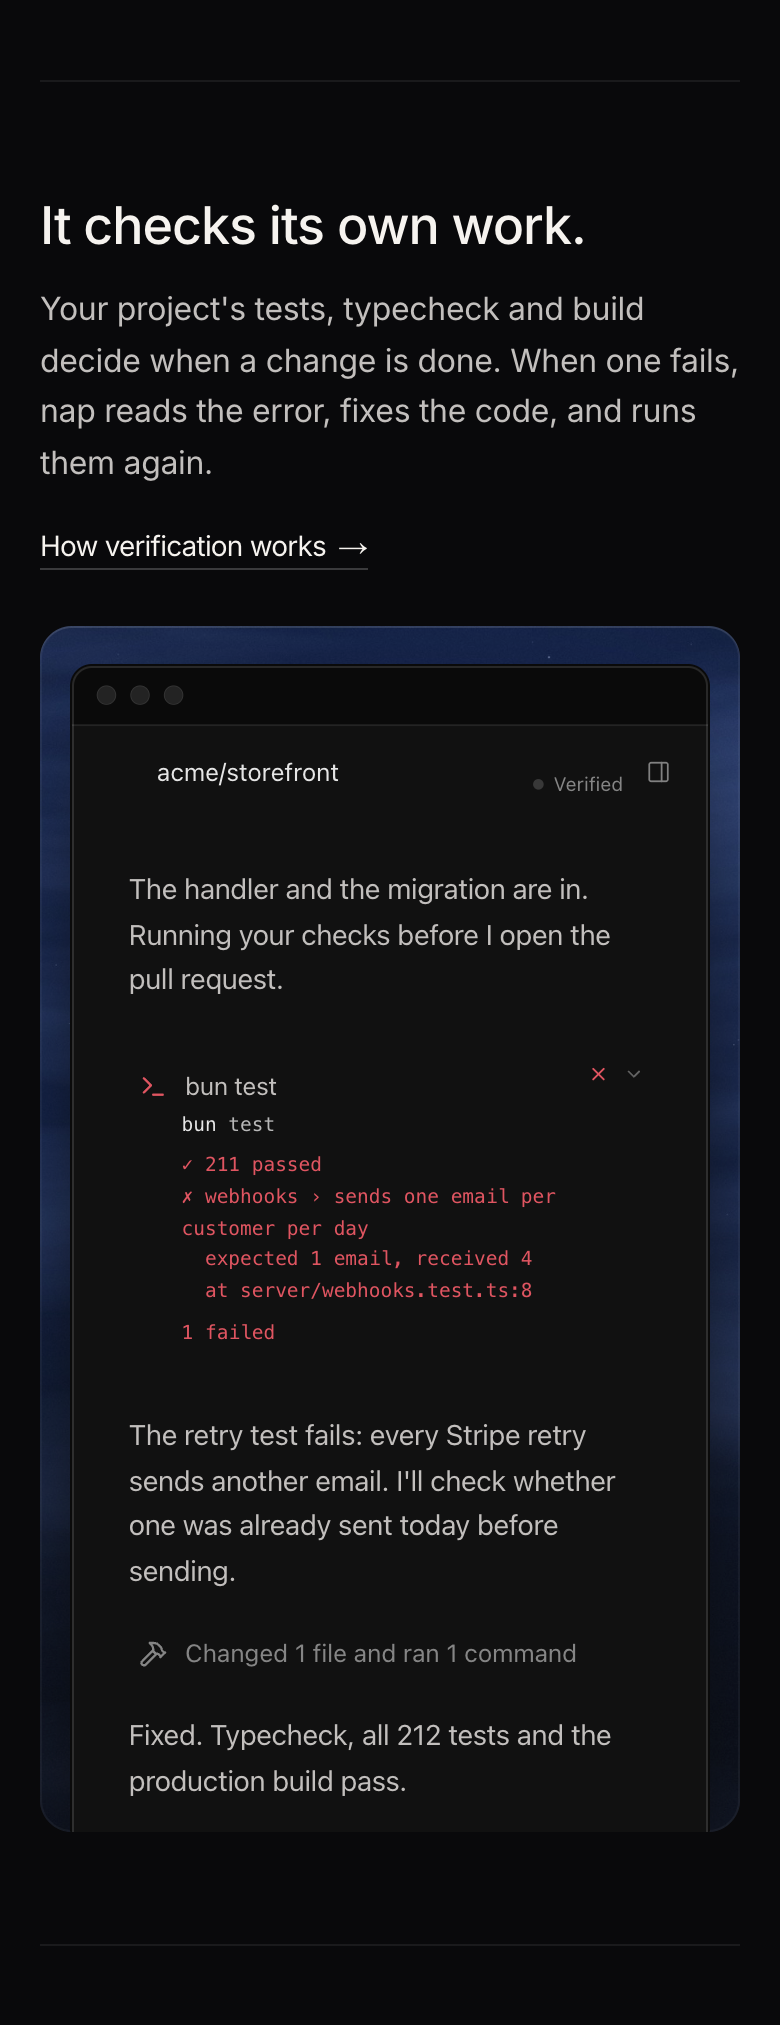 It checks its own work.
Your project's tests, typecheck and build
decide when a change is done. When one fails,
nap reads the error, fixes the code, and runs
them again.
How verification works →
acme/storefront
Verified
The handler and the migration are in.
Running your checks before I open the
pull request.
bun test
bun test
✓ 211 passed
✗ webhooks › sends one email per
customer per day
expected 1 email, received 4
at server/webhooks.test.ts:8
1 failed
The retry test fails: every Stripe retry
sends another email. I'll check whether
one was already sent today before
sending.
Changed 1 file and ran 1 command
Fixed. Typecheck, all 212 tests and the
production build pass.